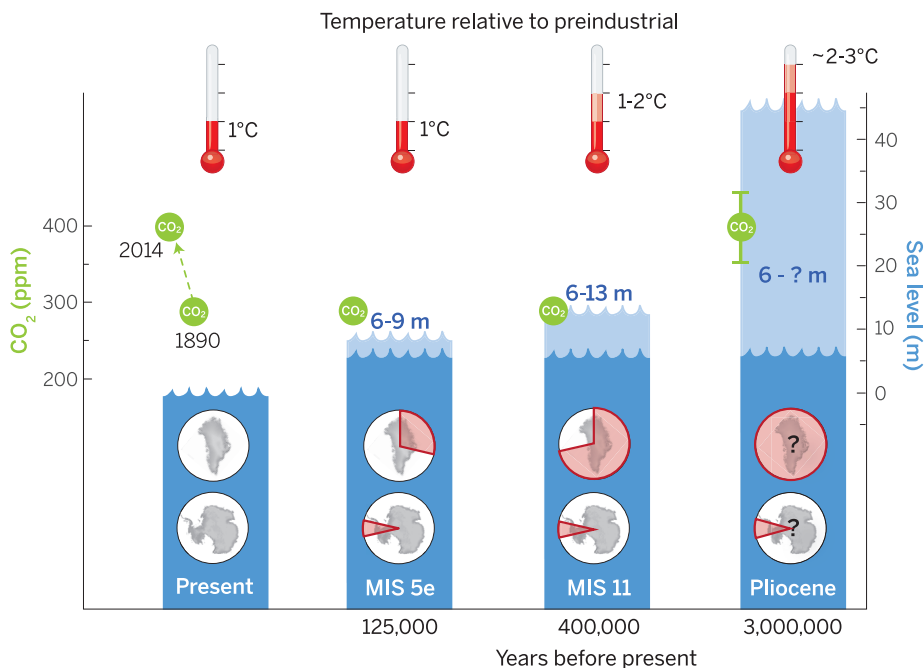 Temperature relative to preindustrial
1°C
1°C
1-2°C
~2-3°C
CO₂ (ppm)
400
300
200
CO₂
2014
CO₂
1890
CO₂
6-9 m
CO₂
6-13 m
CO₂
6 - ? m
40
30
20
10
0
Sea level (m)
?
?
Present
MIS 5e
MIS 11
Pliocene
125,000
400,000
3,000,000
Years before present